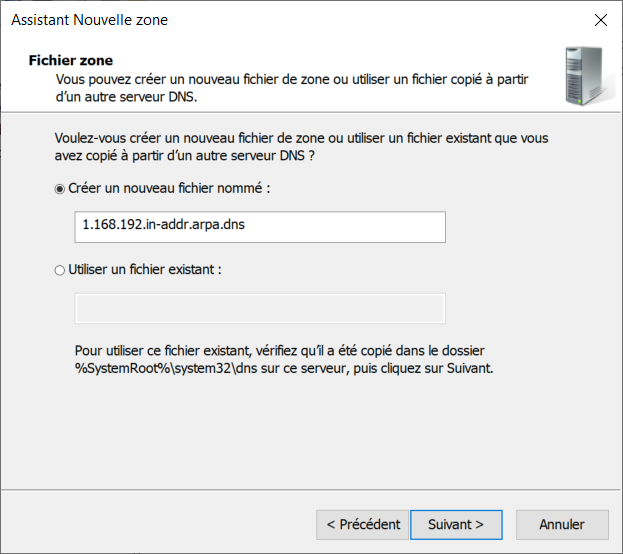 Assistant Nouvelle zone
Fichier zone
Vous pouvez créer un nouveau fichier de zone ou utiliser un fichier copié à partir
d'un autre serveur DNS.
Voulez-vous créer un nouveau fichier de zone ou utiliser un fichier existant que vous
avez copié à partir d'un autre serveur DNS ?
Créer un nouveau fichier nommé :
1.168.192.in-addr.arpa.dns
Utiliser un fichier existant :
Pour utiliser ce fichier existant, vérifiez qu'il a été copié dans le dossier
%SystemRoot%\system32\dns sur ce serveur, puis cliquez sur Suivant.
< Précédent
Suivant >
Annuler